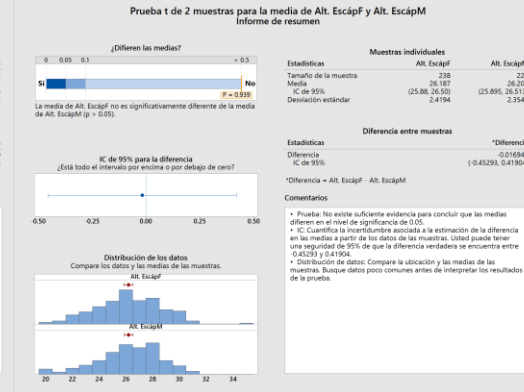 Prueba t de 2 muestras para la media de Alt. EscápF y Alt. EscápM
Informe de resumen
¿Difieren las medias?
0 0.05 0.1 > 0.5
Sí No
P = 0.939
La media de Alt. EscápF no es significativamente diferente de la media
de Alt. EscápM (p > 0.05).
IC de 95% para la diferencia
¿Está todo el intervalo por encima o por debajo de cero?
-0.50 -0.25 0.00 0.25 0.50
Distribución de los datos
Compare los datos y las medias de las muestras.
Alt. EscápF
Alt. EscápM
20 22 24 26 28 30 32 34
Muestras individuales
Estadísticas Alt. EscápF Alt. EscápM
Tamaño de la muestra 238
Media 26.187
IC de 95% (25.88, 26.50)
Desviación estándar 2.4194
Diferencia entre muestras
Estadísticas *Diferencia
Diferencia -0.01694
IC de 95% (-0.45293, 0.41904)
*Diferencia = Alt. EscápF - Alt. EscápM
Comentarios
• Prueba: No existe suficiente evidencia para concluir que las medias
difieren en el nivel de significancia de 0.05.
• IC: Cuantifica la incertidumbre asociada a la estimación de la diferencia
en las medias a partir de los datos de las muestras. Usted puede tener
una seguridad de 95% de que la diferencia verdadera se encuentra entre
-0.45293 y 0.41904.
• Distribución de datos: Compare la ubicación y las medias de las
muestras. Busque datos poco comunes antes de interpretar los resultados
de la prueba.